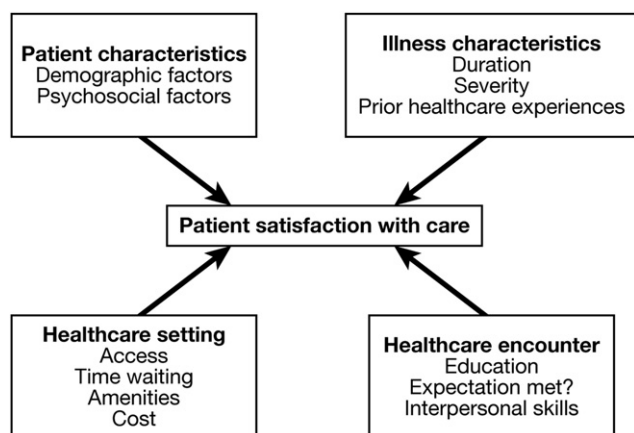 Patient characteristics
Demographic factors
Psychosocial factors
Illness characteristics
Duration
Severity
Prior healthcare experiences
Patient satisfaction with care
Healthcare setting
Access
Time waiting
Amenities
Cost
Healthcare encounter
Education
Expectation met?
Interpersonal skills